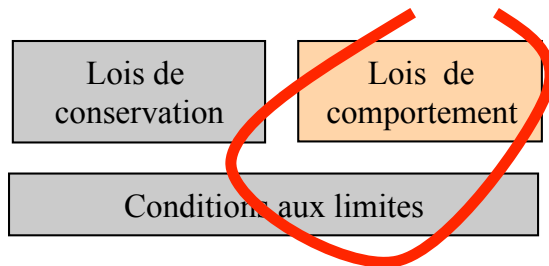 Lois de
conservation
Lois de
comportement
Conditions aux limites